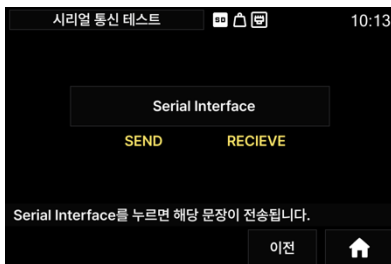 시리얼 통신 테스트 SD 10:13
Serial Interface
SEND RECIEVE
Serial Interface를 누르면 해당 문장이 전송됩니다.
이전